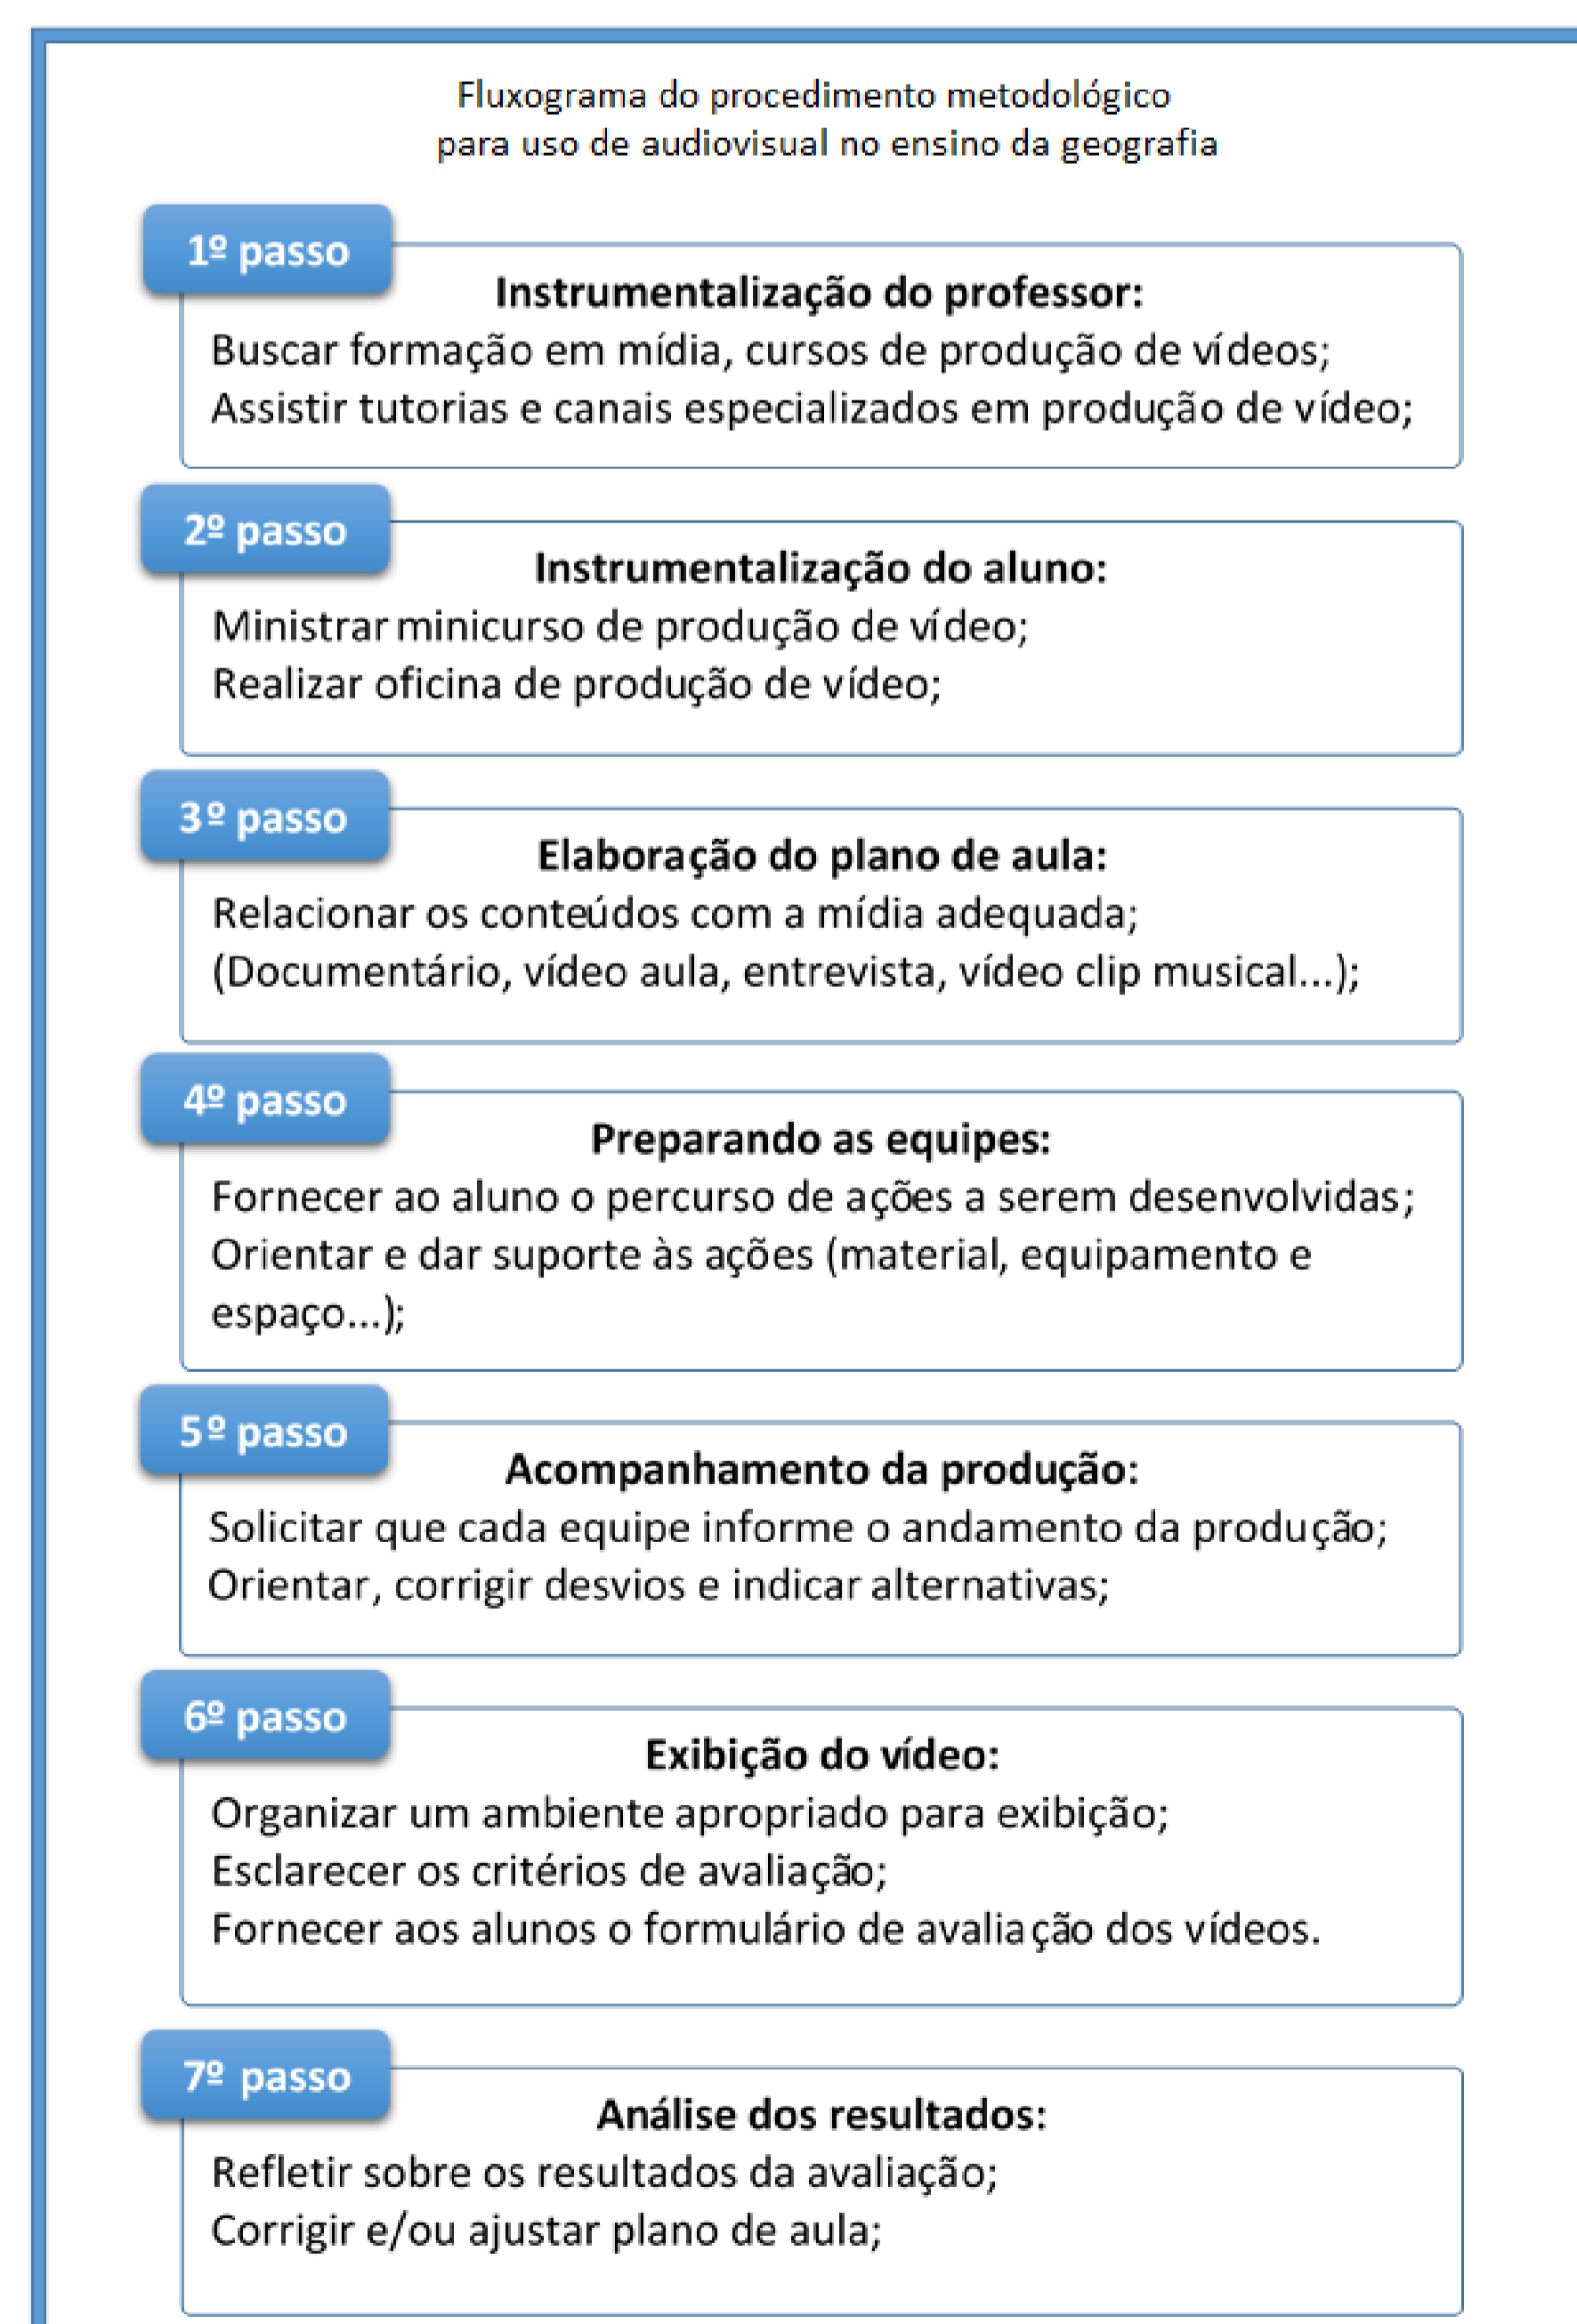 Fluxograma do procedimento metodológico
para uso de audiovisual no ensino da geografia
1º passo
Instrumentalização do professor:
Buscar formação em mídia, cursos de produção de vídeos;
Assistir tutorias e canais especializados em produção de vídeo;
2º passo
Instrumentalização do aluno:
Ministrar minicurso de produção de vídeo;
Realizar oficina de produção de vídeo;
3º passo
Elaboração do plano de aula:
Relacionar os conteúdos com a mídia adequada;
(Documentário, vídeo aula, entrevista, vídeo clip musical...);
4º passo
Preparando as equipes:
Fornecer ao aluno o percurso de ações a serem desenvolvidas;
Orientar e dar suporte às ações (material, equipamento e
espaço...);
5º passo
Acompanhamento da produção:
Solicitar que cada equipe informe o andamento da produção;
Orientar, corrigir desvios e indicar alternativas;
6º passo
Exibição do vídeo:
Organizar um ambiente apropriado para exibição;
Esclarecer os critérios de avaliação;
Fornecer aos alunos o formulário de avaliação dos vídeos.
7º passo
Análise dos resultados:
Refletir sobre os resultados da avaliação;
Corrigir e/ou ajustar plano de aula;